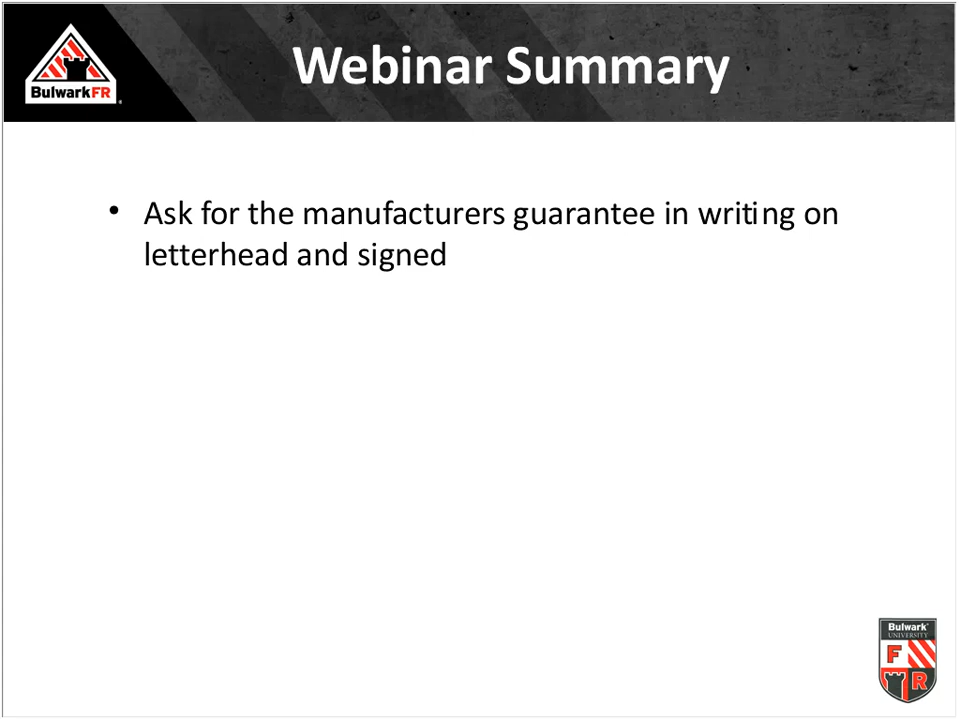 BulwarkFR
Webinar Summary
• Ask for the manufacturers guarantee in writing on
letterhead and signed
Bulwark®
UNIVERSITY
F
R